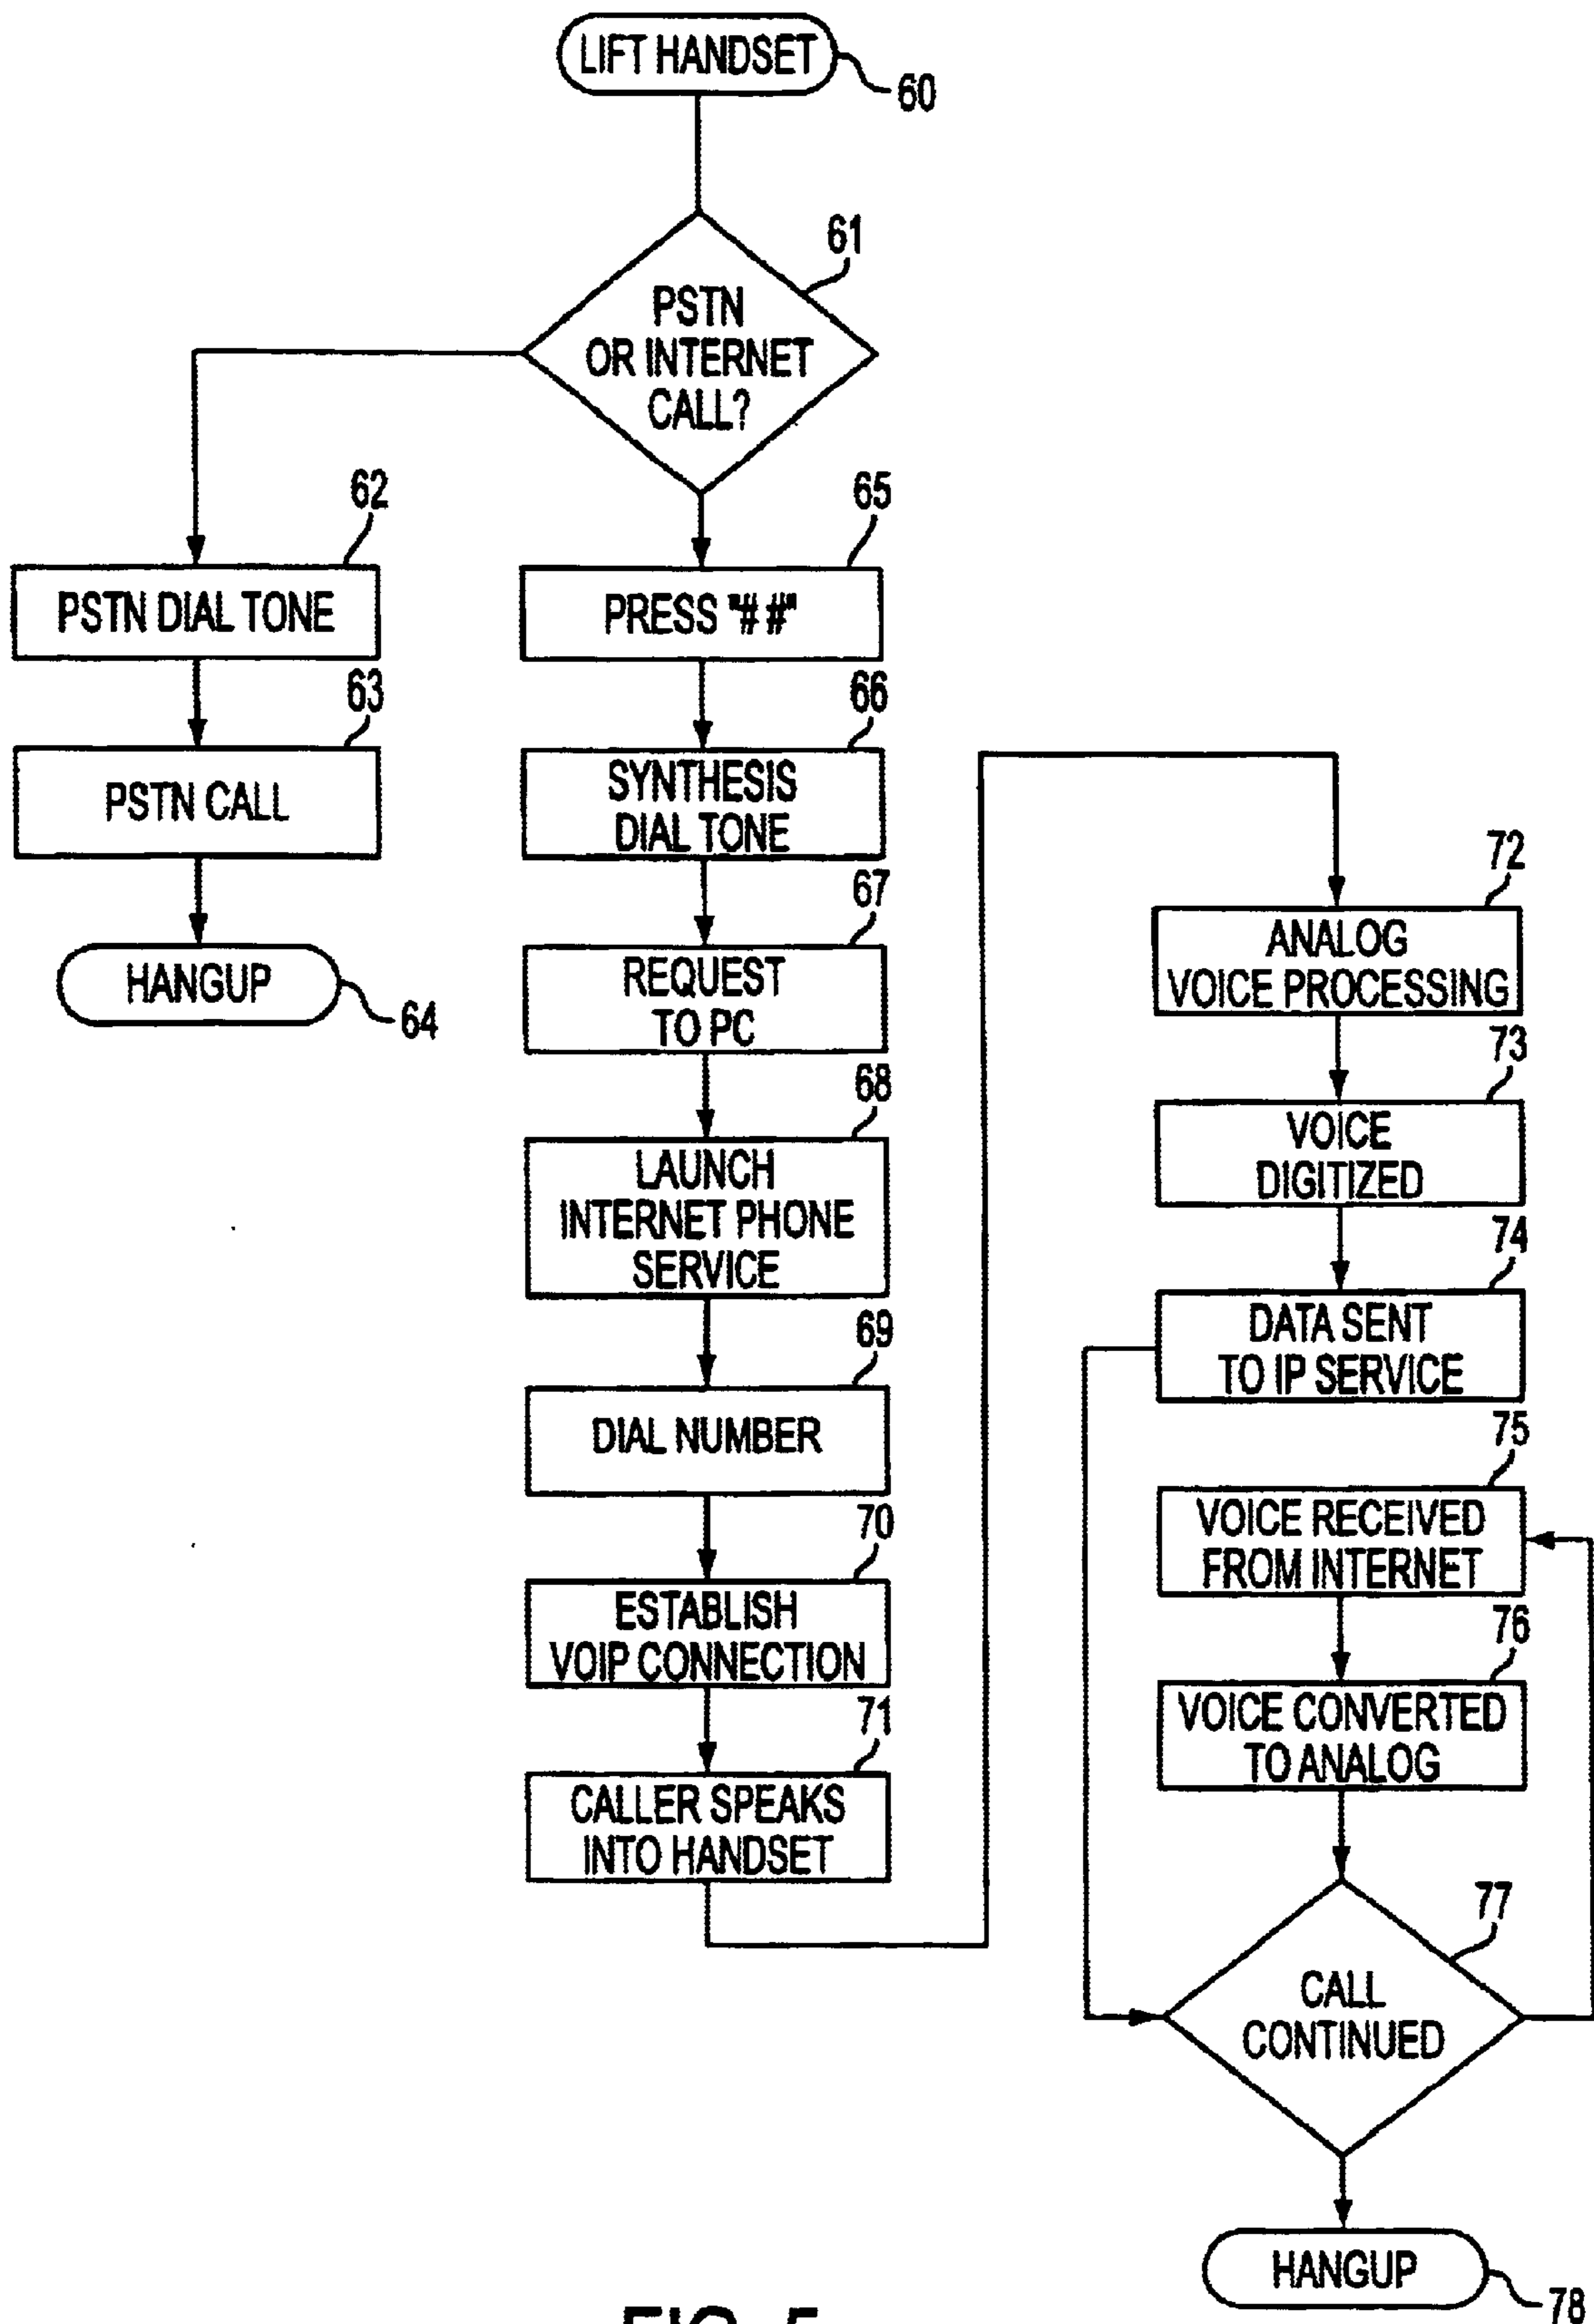 LIFT HANDSET
60
61
PSTN
OR INTERNET
CALL?
62
PSTN DIAL TONE
63
PSTN CALL
HANGUP
64
65
PRESS "# #"
66
SYNTHESIS
DIAL TONE
67
REQUEST
TO PC
68
LAUNCH
INTERNET PHONE
SERVICE
69
DIAL NUMBER
70
ESTABLISH
VOIP CONNECTION
71
CALLER SPEAKS
INTO HANDSET
72
ANALOG
VOICE PROCESSING
73
VOICE
DIGITIZED
74
DATA SENT
TO IP SERVICE
75
VOICE RECEIVED
FROM INTERNET
76
VOICE CONVERTED
TO ANALOG
77
CALL
CONTINUED
HANGUP
78
FIG. 5